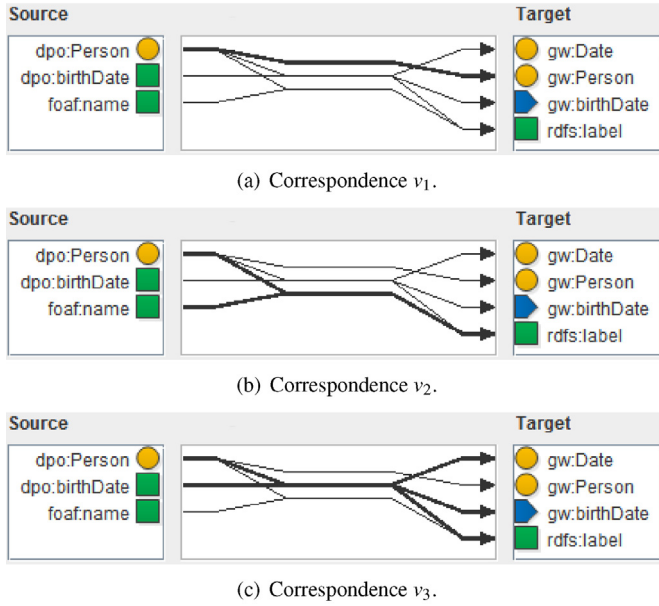 Source Target
dpo:Person gw:Date
dpo:birthDate gw:Person
foaf:name gw:birthDate
rdfs:label
(a) Correspondence v₁.
Source Target
dpo:Person gw:Date
dpo:birthDate gw:Person
foaf:name gw:birthDate
rdfs:label
(b) Correspondence v₂.
Source Target
dpo:Person gw:Date
dpo:birthDate gw:Person
foaf:name gw:birthDate
rdfs:label
(c) Correspondence v₃.